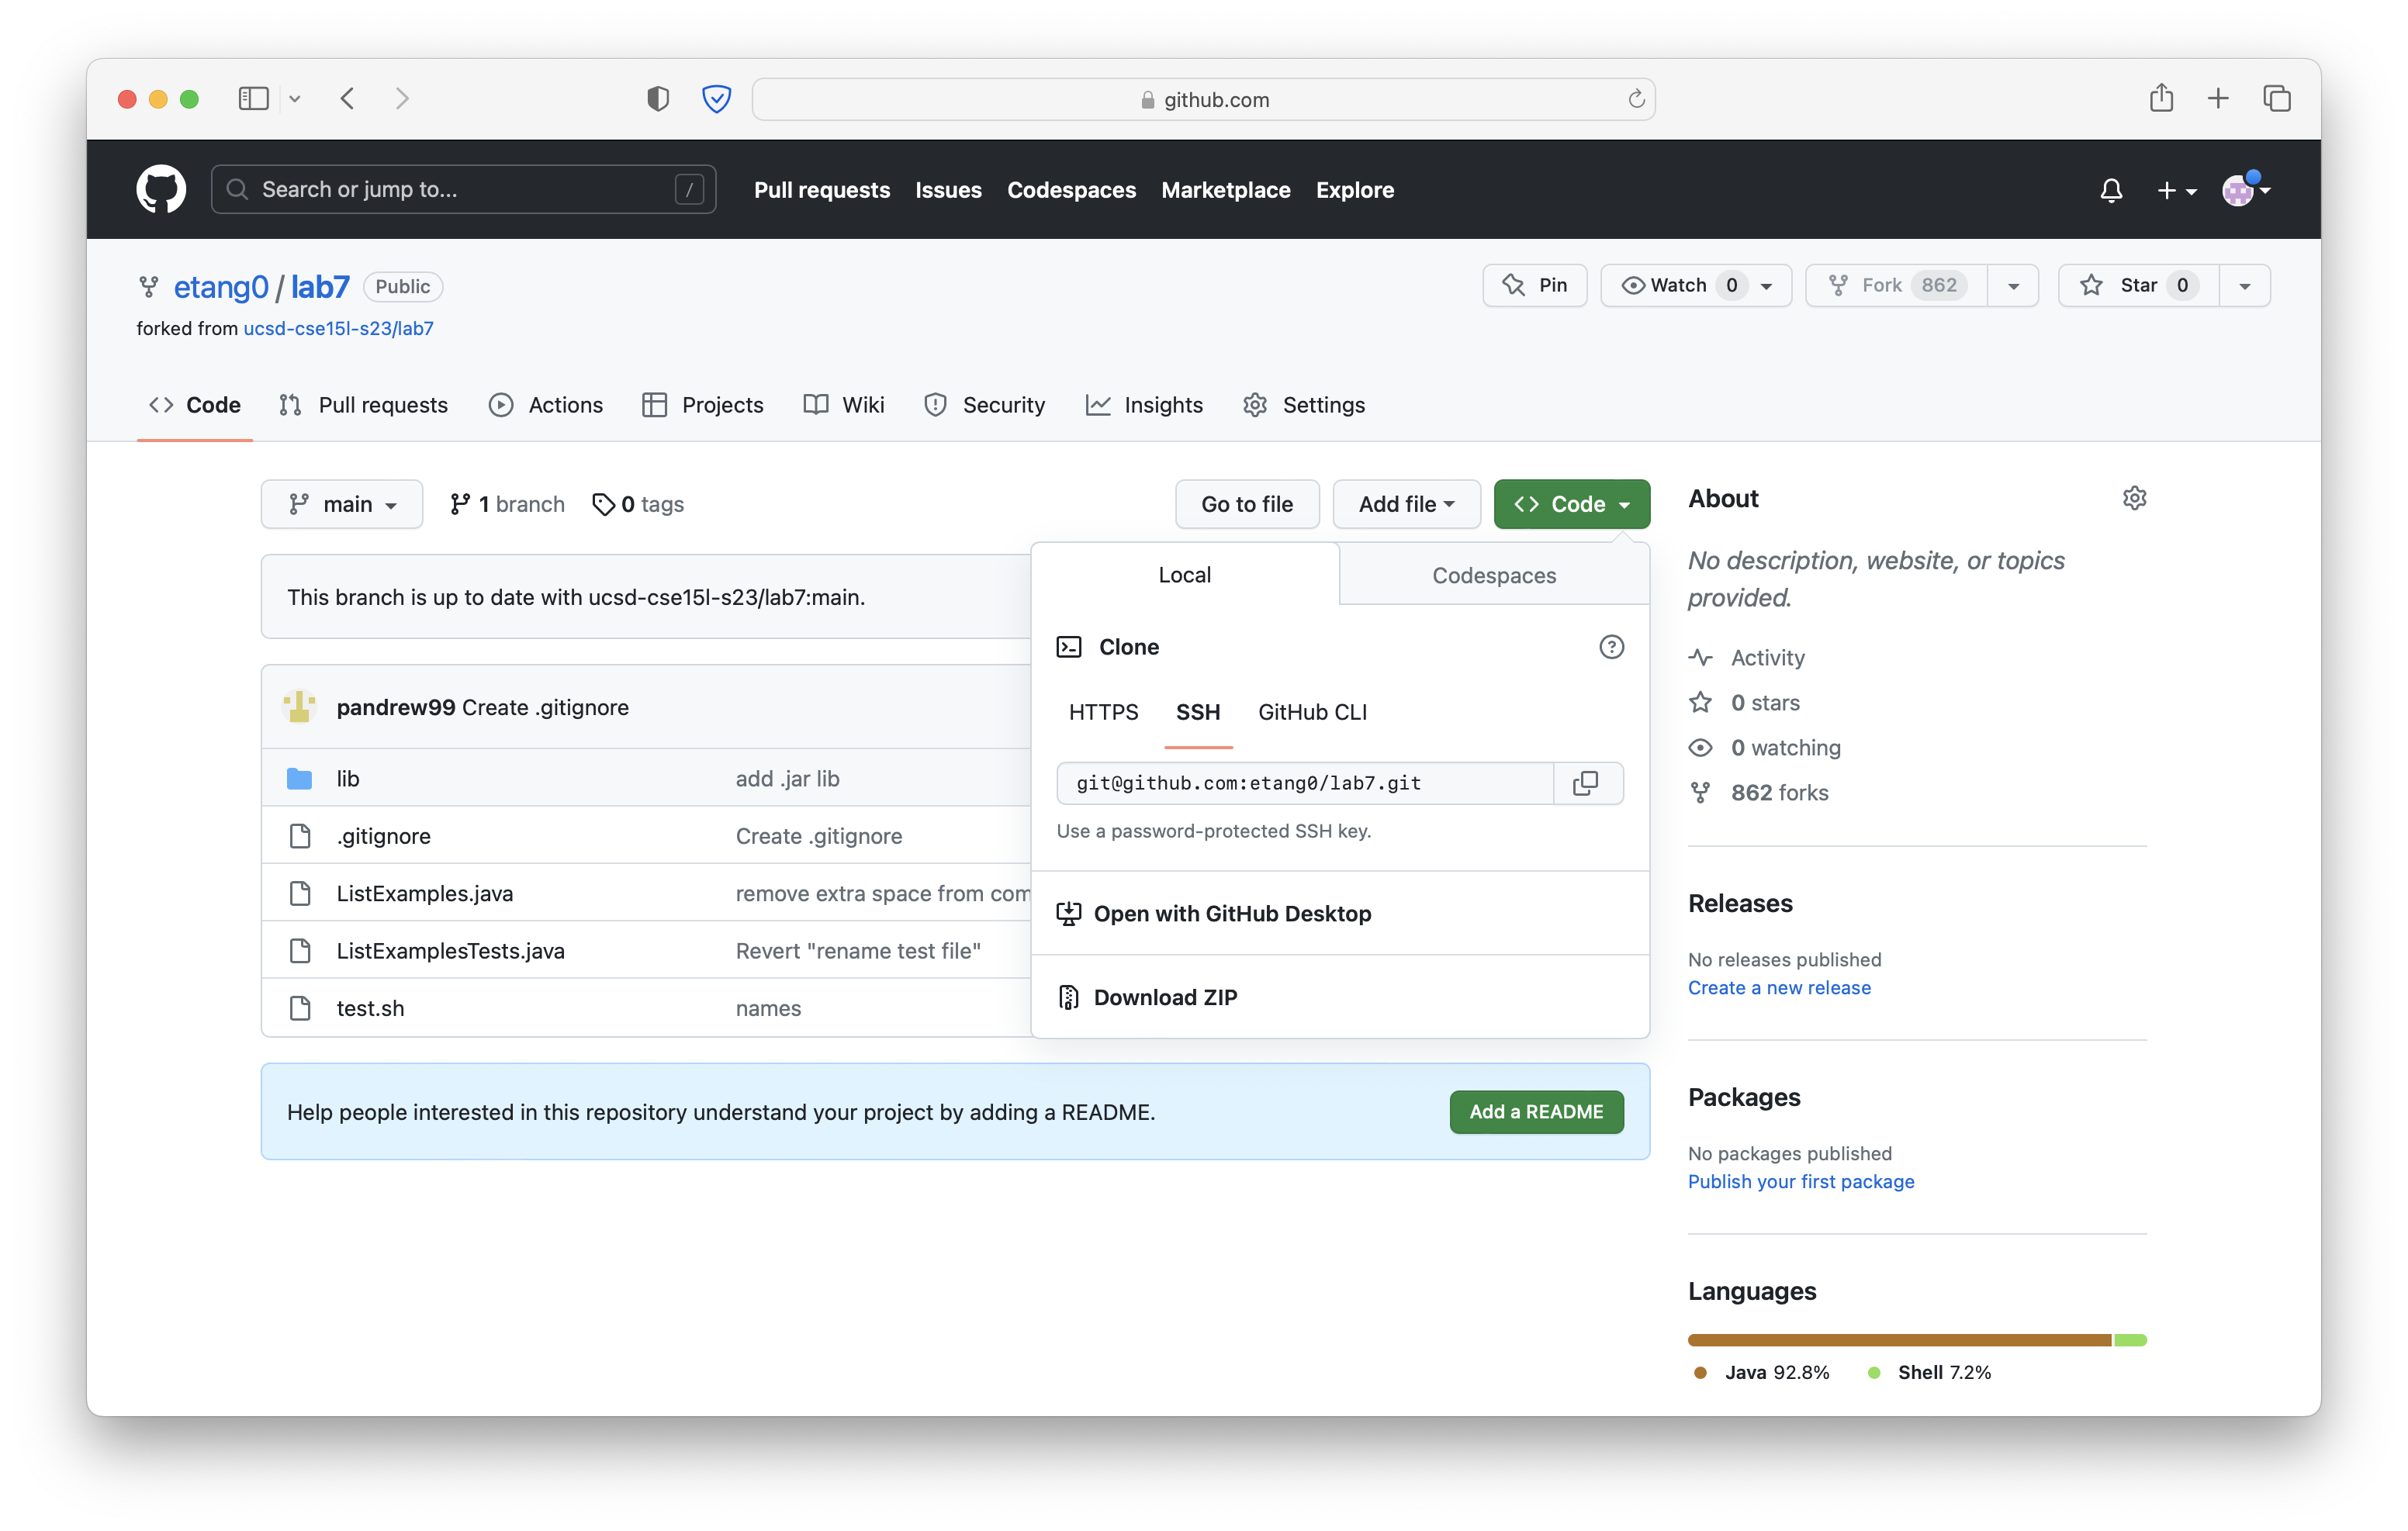 github.com
Search or jump to... /
Pull requests Issues Codespaces Marketplace Explore
etang0 / lab7 Public
Pin Watch 0 Fork 862 Star 0
forked from ucsd-cse15l-s23/lab7
Code Pull requests Actions Projects Wiki Security Insights Settings
main 1 branch 0 tags Go to file Add file Code
This branch is up to date with ucsd-cse15l-s23/lab7:main.
pandrew99 Create .gitignore
lib add .jar lib
.gitignore Create .gitignore
ListExamples.java remove extra space from com
ListExamplesTests.java Revert "rename test file"
test.sh names
Local Codespaces
Clone
HTTPS SSH GitHub CLI
git@github.com:etang0/lab7.git
Use a password-protected SSH key.
Open with GitHub Desktop
Download ZIP
Help people interested in this repository understand your project by adding a README. Add a README
About
No description, website, or topics
provided.
Activity
0 stars
0 watching
862 forks
Releases
No releases published
Create a new release
Packages
No packages published
Publish your first package
Languages
Java 92.8% Shell 7.2%